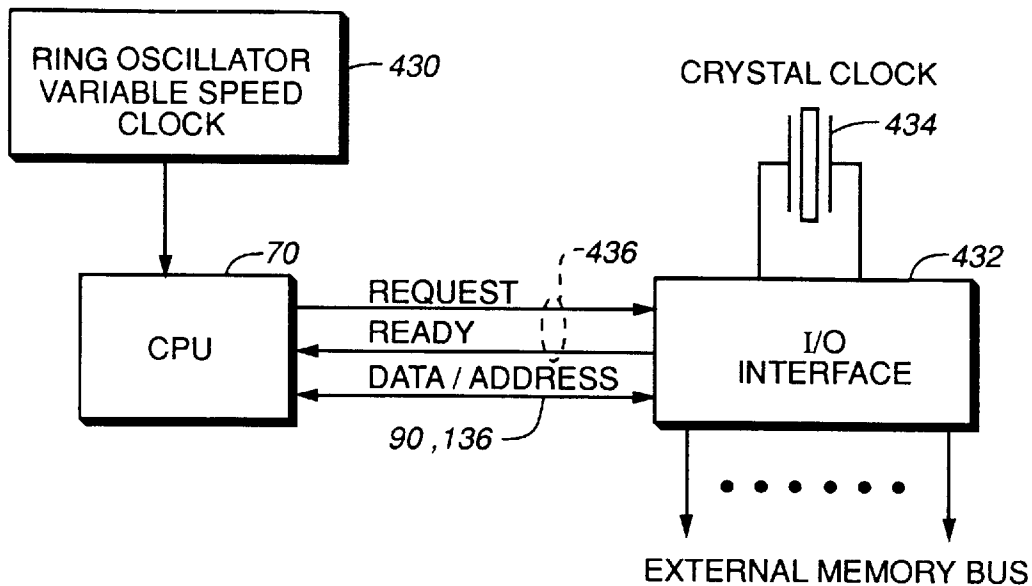 RING OSCILLATOR
VARIABLE SPEED
CLOCK
430
CRYSTAL CLOCK
434
70
436
432
REQUEST
READY
DATA / ADDRESS
CPU
I/O
INTERFACE
90 , 136
EXTERNAL MEMORY BUS